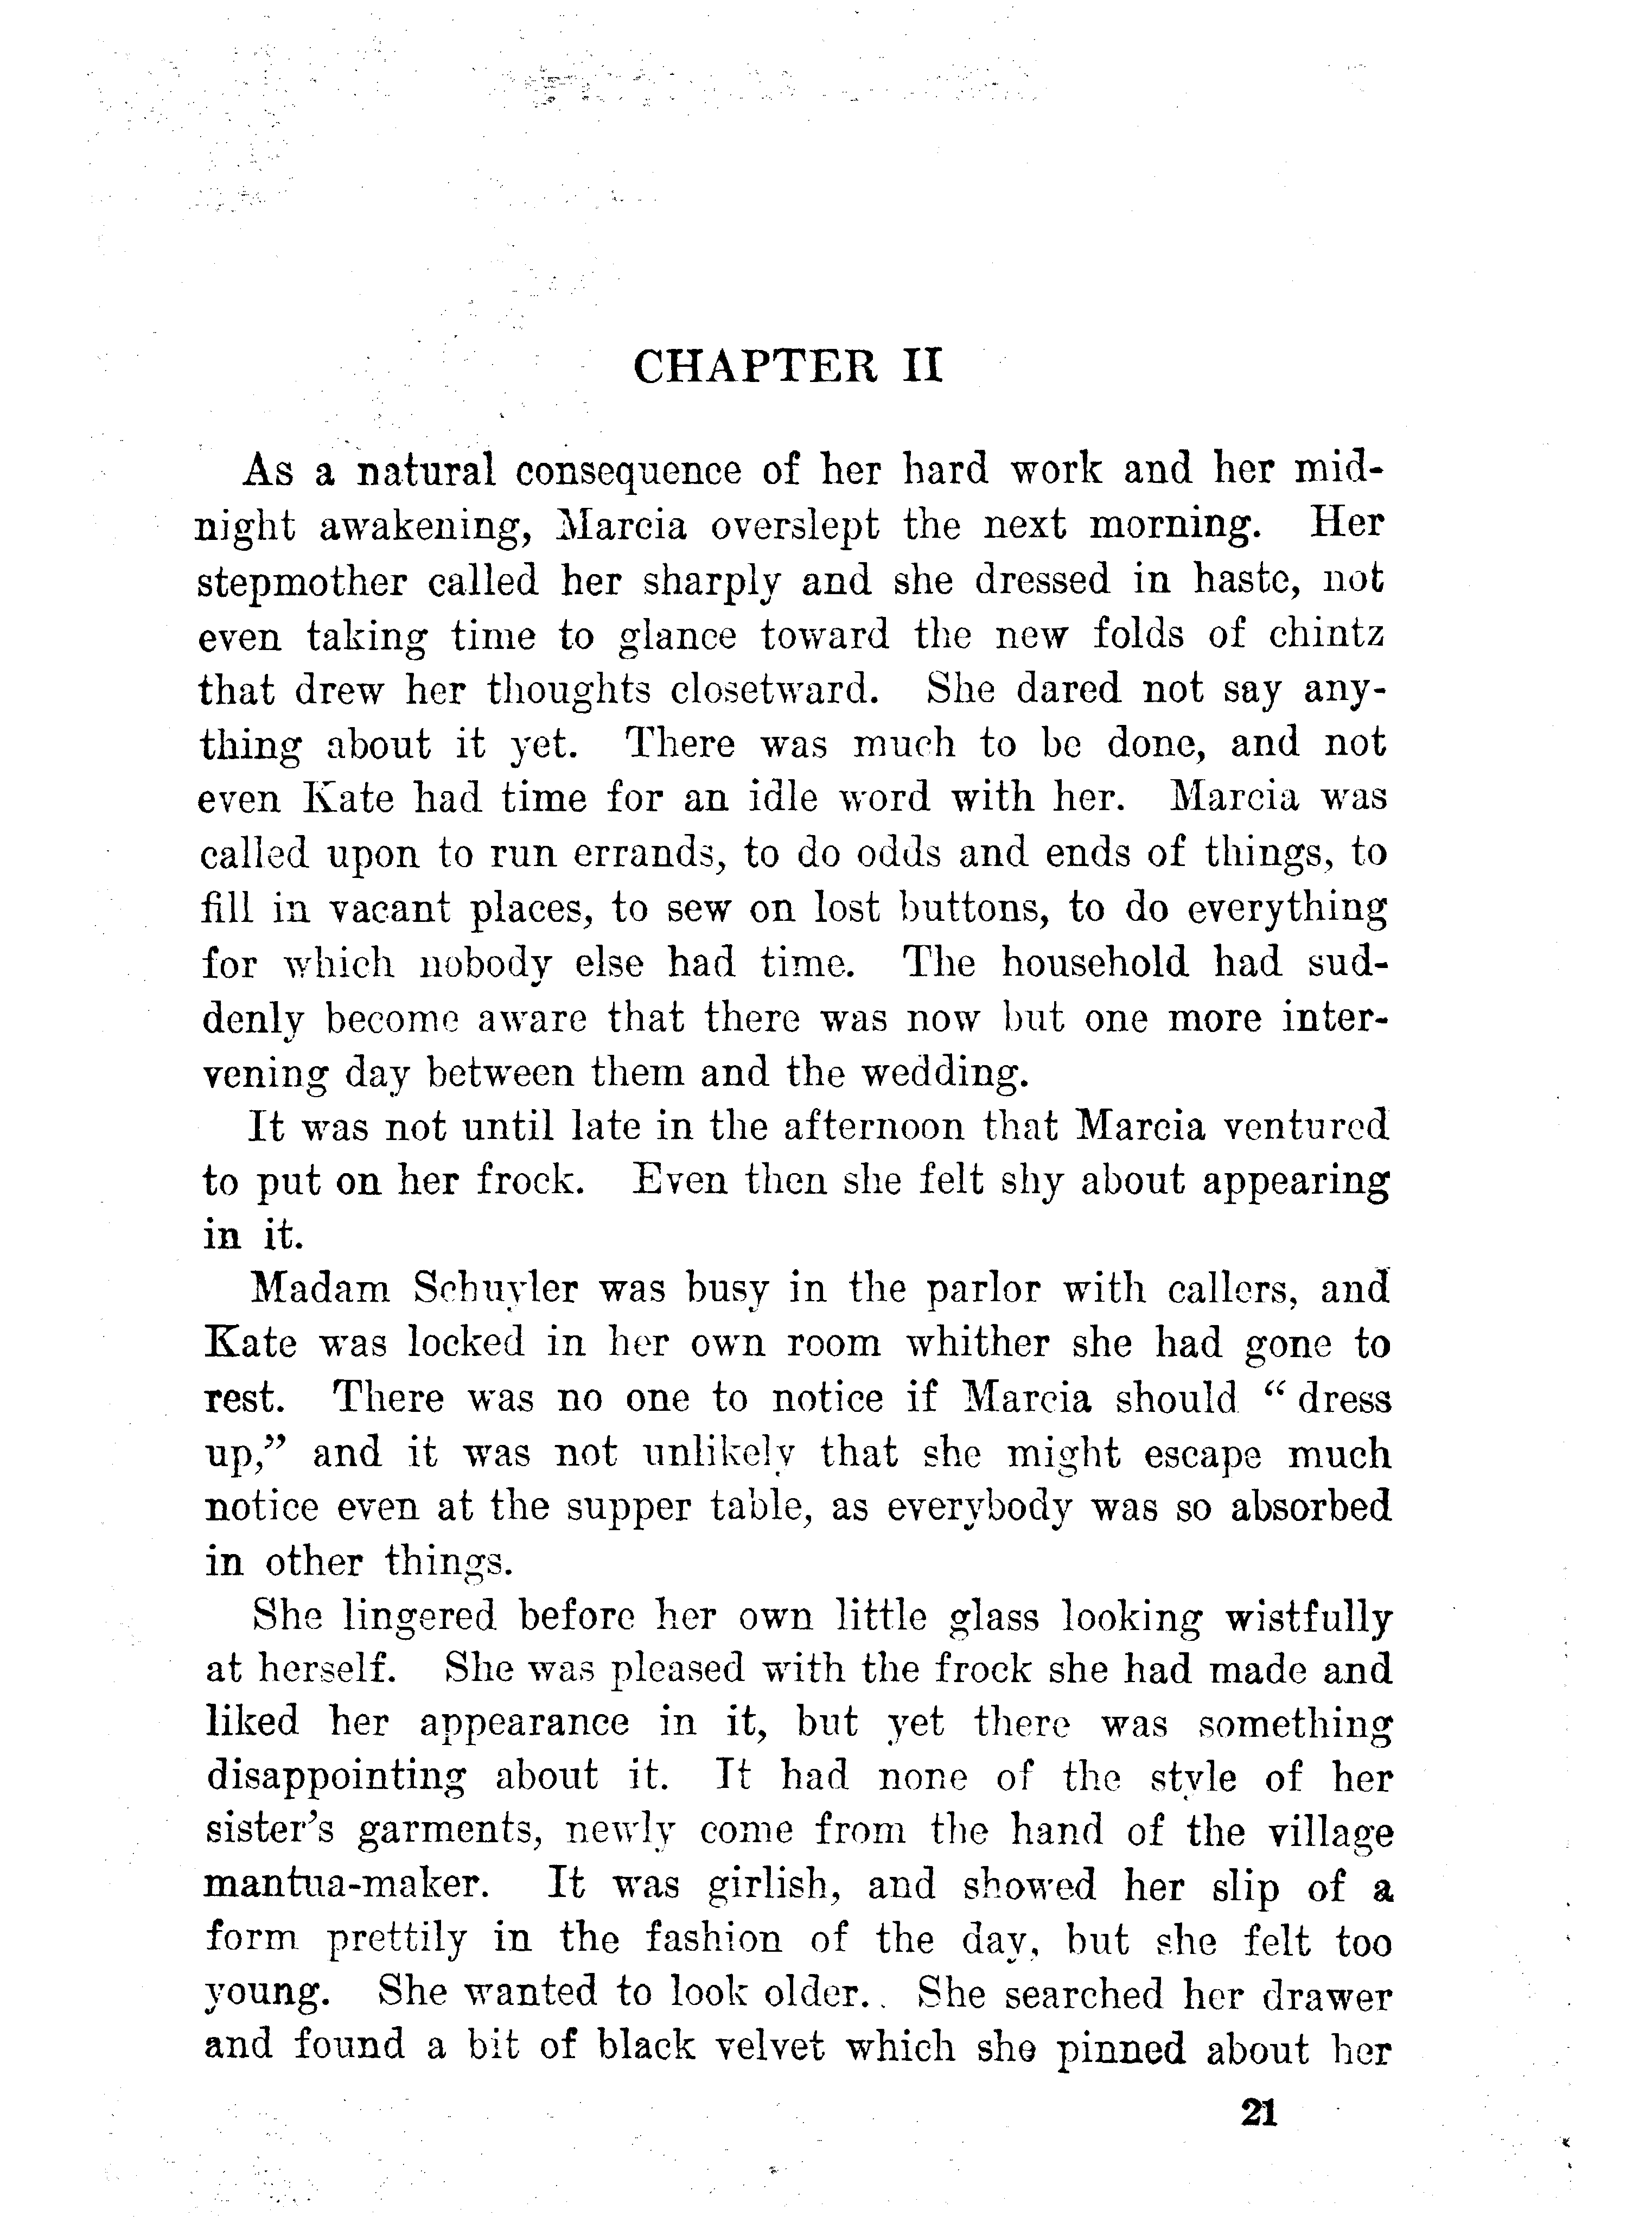 CHAPTER II
As a natural consequence of her hard work and her mid-
night awakening, Marcia overslept the next morning. Her
stepmother called her sharply and she dressed in haste, not
even taking time to glance toward the new folds of chintz
that drew her thoughts closetward. She dared not say any-
thing about it yet. There was much to be done, and not
even Kate had time for an idle word with her. Marcia was
called upon to run errands, to do odds and ends of things, to
fill in vacant places, to sew on lost buttons, to do everything
for which nobody else had time. The household had sud-
denly become aware that there was now but one more inter-
vening day between them and the wedding.
It was not until late in the afternoon that Marcia ventured
to put on her frock. Even then she felt shy about appearing
in it.
Madam Schuyler was busy in the parlor with callers, and
Kate was locked in her own room whither she had gone to
rest. There was no one to notice if Marcia should “ dress
up,” and it was not unlikely that she might escape much
notice even at the supper table, as everybody was so absorbed
in other things.
She lingered before her own little glass looking wistfully
at herself. She was pleased with the frock she had made and
liked her appearance in it, but yet there was something
disappointing about it. It had none of the style of her
sister’s garments, newly come from the hand of the village
mantua-maker. It was girlish, and showed her slip of a
form prettily in the fashion of the day, but she felt too
young. She wanted to look older. She searched her drawer
and found a bit of black velvet which she pinned about her
21